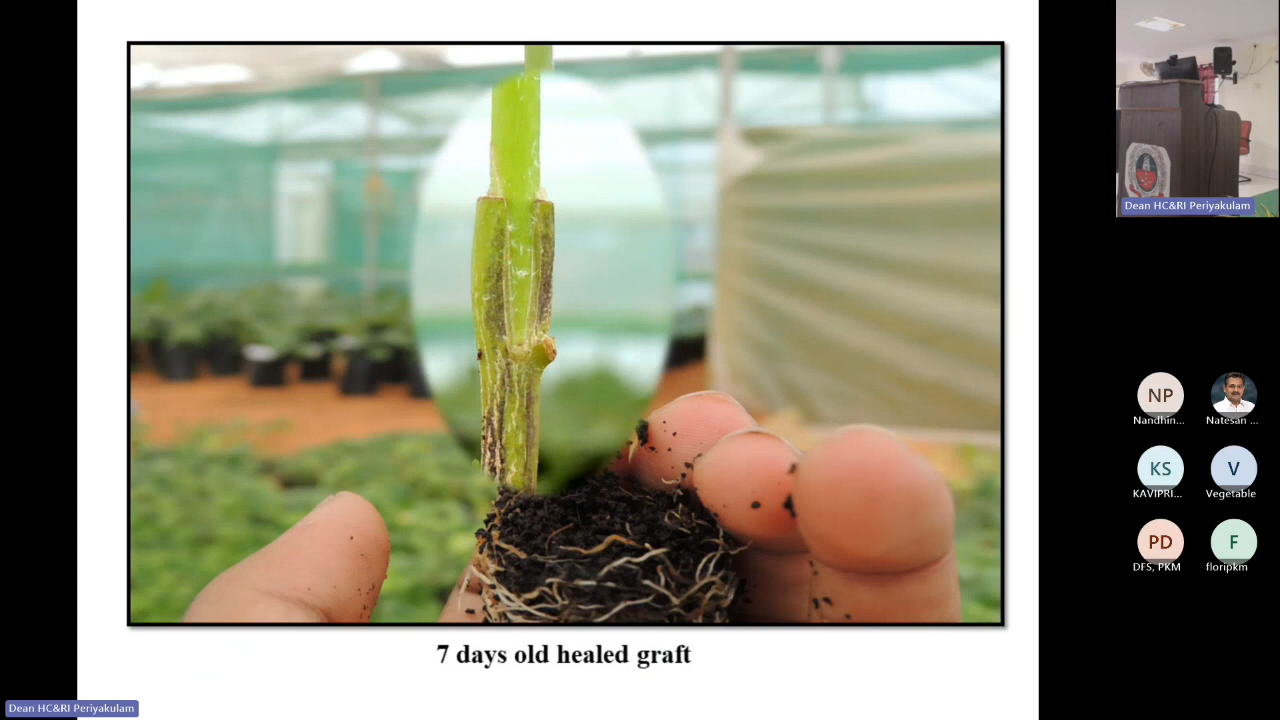 7 days old healed graft
Dean HC&RI Periyakulam
Dean HC&RI Periyakulam
NP
Nandhin...
Natesan ...
KS
KAVIPRI...
V
Vegetable
PD
DFS, PKM
F
floripkm